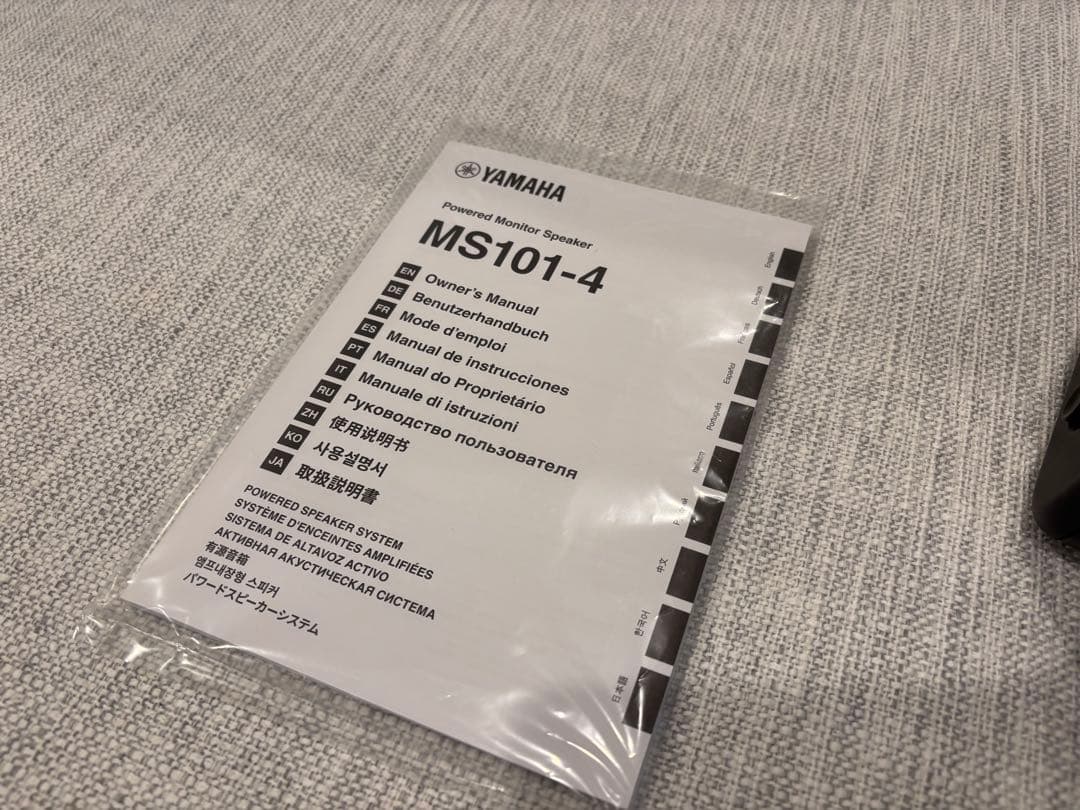 YAMAHA
Powered Monitor Speaker
MS101-4
EN Owner's Manual
DE Benutzerhandbuch
FR Mode d'emploi
ES Manual de instrucciones
PT Manual do Proprietário
IT Manuale di istruzioni
RU Руководство пользователя
ZH 使用说明书
KO 사용설명서
JA 取扱説明書
POWERED SPEAKER SYSTEM
SYSTÈME D'ENCEINTES AMPLIFIÉES
SISTEMA DE ALTAVOZ ACTIVO
АКТИВНАЯ АКУСТИЧЕСКАЯ СИСТЕМА
有源音箱
앰프내장형 스피커
パワードスピーカーシステム
English
Deutsch
Español
Português
Italiano
中文
한국어
日本語